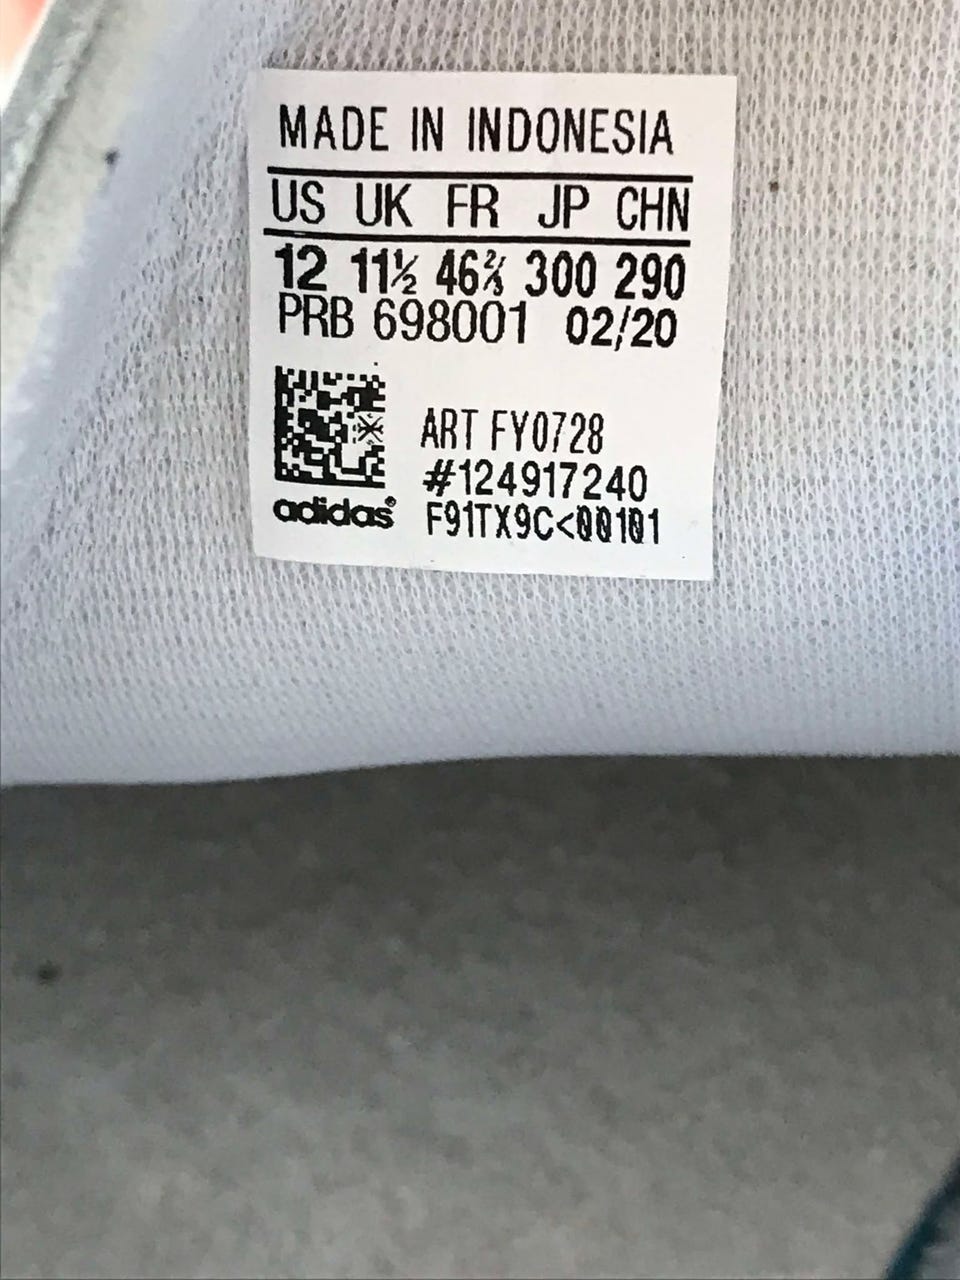 MADE IN INDONESIA
US UK FR JP CHN
12 11½ 46⅔ 300 290
PRB 698001 02/20
ART FY0728
#124917240
adidas® F91TX9C<00101